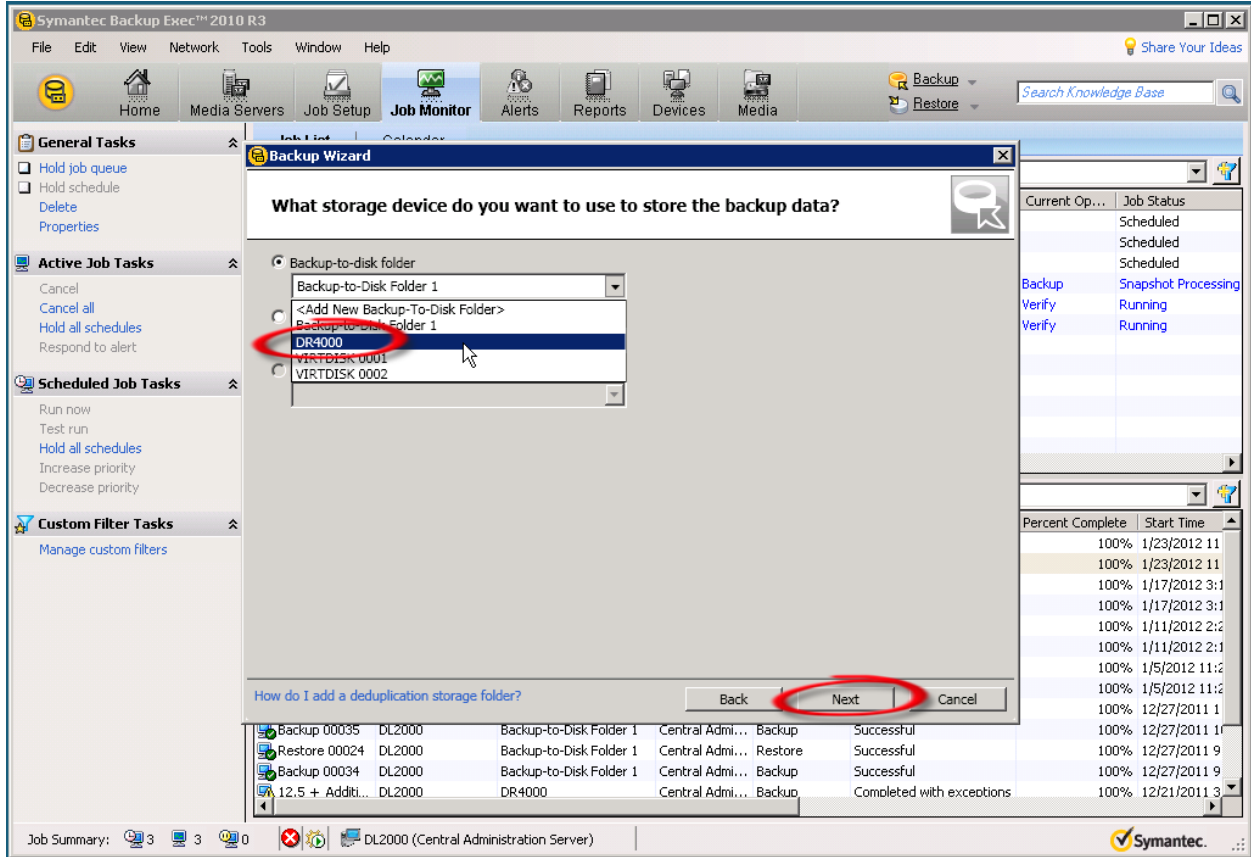 Symantec Backup Exec™ 2010 R3
File Edit View Network Tools Window Help Share Your Ideas
Home Media Servers Job Setup Job Monitor Alerts Reports Devices Media Backup Restore Search Knowledge Base
General Tasks
Hold job queue
Hold schedule
Delete
Properties
Active Job Tasks
Cancel
Cancel all
Hold all schedules
Respond to alert
Scheduled Job Tasks
Run now
Test run
Hold all schedules
Increase priority
Decrease priority
Custom Filter Tasks
Manage custom filters
Job List Calendar
Backup Wizard
What storage device do you want to use to store the backup data?
Backup-to-disk folder
Backup-to-Disk Folder 1
<Add New Backup-To-Disk Folder>
Backup-to-Disk Folder 1
DR4000
VIRTDISK 0001
VIRTDISK 0002
How do I add a deduplication storage folder?
Back Next Cancel
Current Op... Job Status
Scheduled
Scheduled
Scheduled
Backup Snapshot Processing
Verify Running
Verify Running
Percent Complete Start Time
100% 1/23/2012 11
100% 1/23/2012 11
100% 1/17/2012 3:1
100% 1/17/2012 3:1
100% 1/11/2012 2:2
100% 1/11/2012 2:1
100% 1/5/2012 11:2
100% 1/5/2012 11:2
100% 12/27/2011 1
Backup 00035 DL2000 Backup-to-Disk Folder 1 Central Admi... Backup Successful 100% 12/27/2011 1
Restore 00024 DL2000 Backup-to-Disk Folder 1 Central Admi... Restore Successful 100% 12/27/2011 9
Backup 00034 DL2000 Backup-to-Disk Folder 1 Central Admi... Backup Successful 100% 12/27/2011 9
12.5 + Additi... DL2000 DR4000 Central Admi... Backup Completed with exceptions 100% 12/21/2011 3
Job Summary: 3 3 0 DL2000 (Central Administration Server) Symantec.